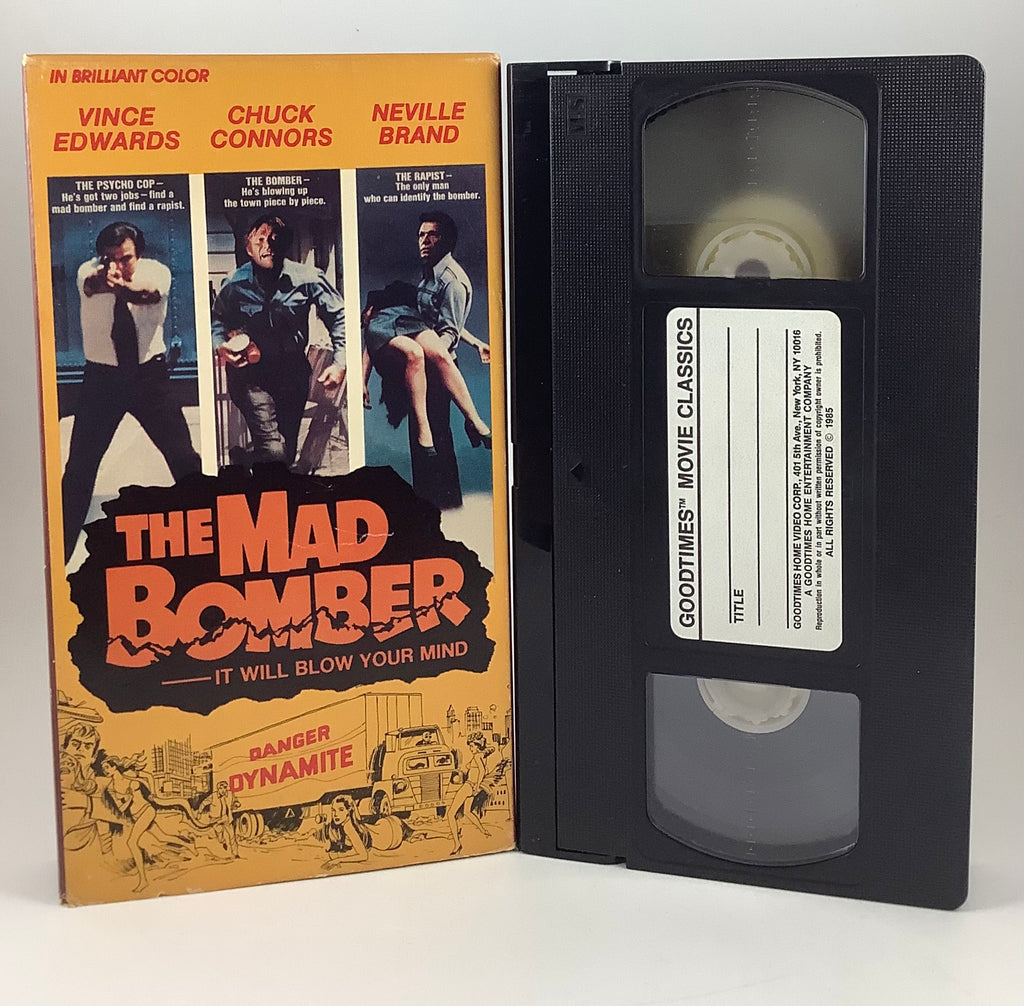 IN BRILLIANT COLOR
VINCE
EDWARDS
CHUCK
CONNORS
NEVILLE
BRAND
THE PSYCHO COP—
He's got two jobs—find a
mad bomber and find a rapist.
THE BOMBER—
He's blowing up
the town piece by piece.
THE RAPIST—
The only man
who can identify the bomber.
THE MAD
BOMBER
—IT WILL BLOW YOUR MIND
DANGER
DYNAMITE
VHS
GOODTIMES™ MOVIE CLASSICS
TITLE
GOODTIMES HOME VIDEO CORP., 401 5th Ave., New York, NY 10016
A GOODTIMES HOME ENTERTAINMENT COMPANY
Reproduction in whole or in part without written permission of copyright owner is prohibited.
ALL RIGHTS RESERVED © 1985